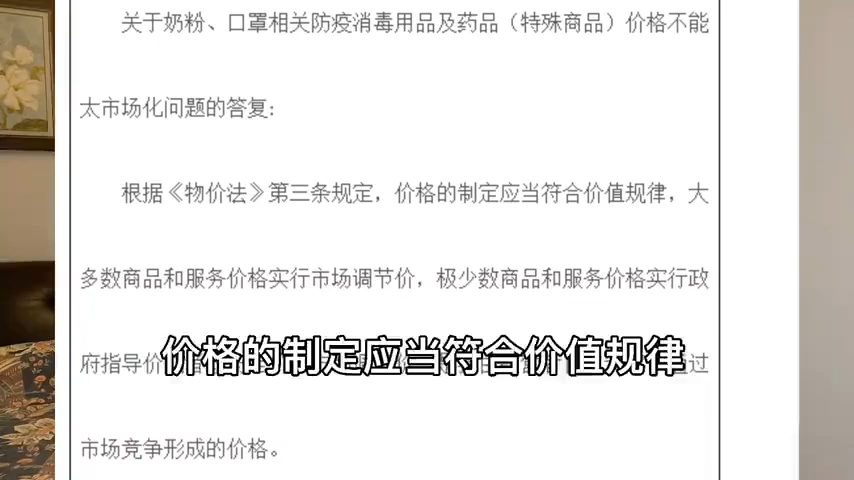 关于奶粉、口罩相关防疫消毒用品及药品（特殊商品）价格不能
太市场化问题的答复:
根据《物价法》第三条规定，价格的制定应当符合价值规律，大
多数商品和服务价格实行市场调节价，极少数商品和服务价格实行政
府指导价
价格的制定应当符合价值规律
过
市场竞争形成的价格。